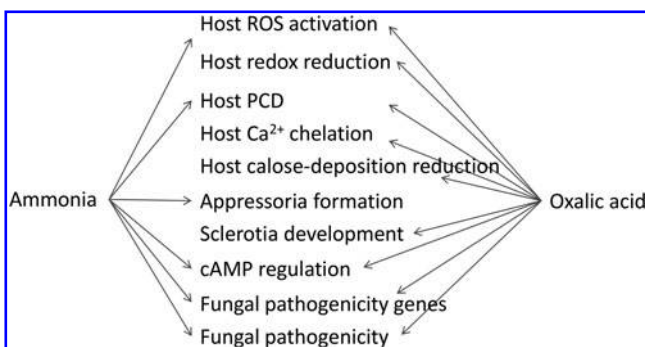 Host ROS activation
Host redox reduction
Host PCD
Host Ca²⁺ chelation
Host calose-deposition reduction
Ammonia
Appressoria formation
Oxalic acid
Sclerotia development
cAMP regulation
Fungal pathogenicity genes
Fungal pathogenicity